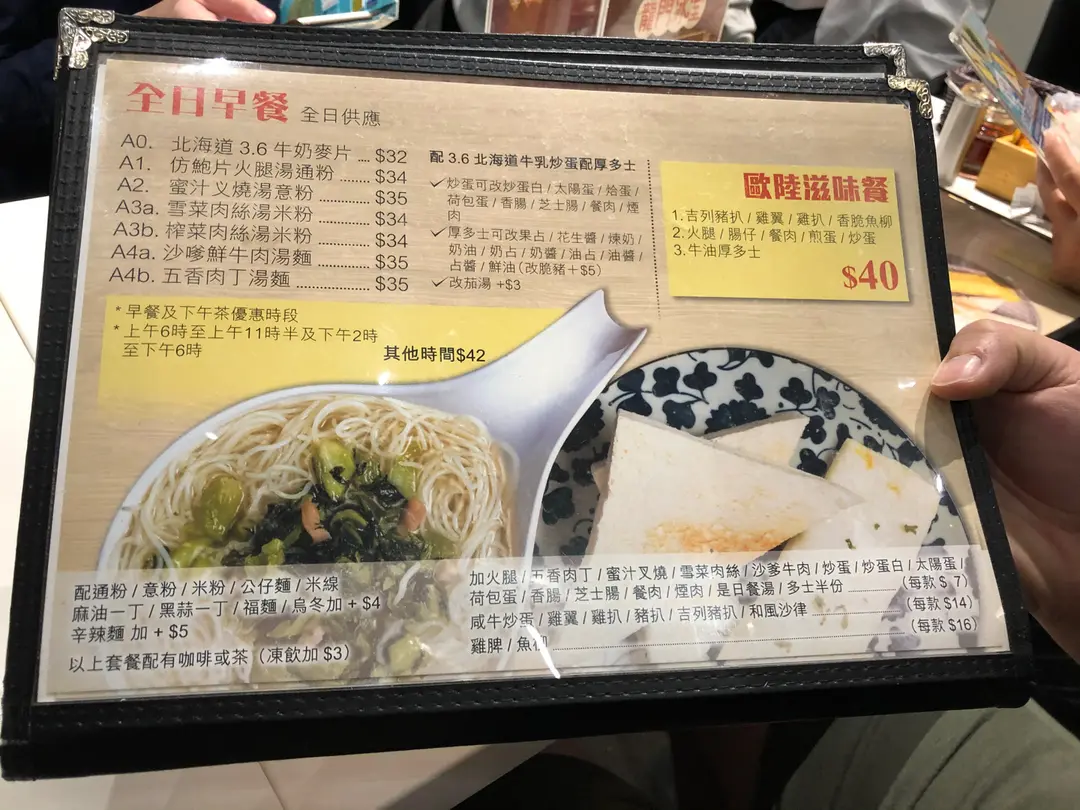 全日早餐 全日供應
A0. 北海道 3.6 牛奶麥片 $32
A1. 仿鮑片火腿湯通粉 $34
A2. 蜜汁叉燒湯意粉 $35
A3a. 雪菜肉絲湯米粉 $34
A3b. 榨菜肉絲湯米粉 $34
A4a. 沙嗲鮮牛肉湯麵 $35
A4b. 五香肉丁湯麵 $35
配 3.6 北海道牛乳炒蛋配厚多士
炒蛋可改炒蛋白 / 太陽蛋 / 烚蛋 /
荷包蛋 / 香腸 / 芝士腸 / 餐肉 / 煙
肉
厚多士可改果占 / 花生醬 / 煉奶 /
奶油 / 奶占 / 奶醬 / 油占 / 油醬 /
占醬 / 鮮油 (改脆豬 + $5)
改茄湯 +$3
歐陸滋味餐
1.吉列豬扒 / 雞翼 / 雞扒 / 香脆魚柳
2.火腿 / 腸仔 / 餐肉 / 煎蛋 / 炒蛋
3.牛油厚多士
$40
* 早餐及下午茶優惠時段
* 上午6時至上午11時半及下午2時
至下午6時
其他時間$42
配通粉 / 意粉 / 米粉 / 公仔麵 / 米線
麻油一丁 / 黑蒜一丁 / 福麵 / 烏冬加 + $4
辛辣麵 加 + $5
以上套餐配有咖啡或茶 (凍飲加 $3)
加火腿 / 五香肉丁 / 蜜汁叉燒 / 雪菜肉絲 / 沙爹牛肉 / 炒蛋 / 炒蛋白 / 太陽蛋 /
荷包蛋 / 香腸 / 芝士腸 / 餐肉 / 煙肉 / 是日餐湯 / 多士半份 (每款 $ 7)
咸牛炒蛋 / 雞翼 / 雞扒 / 豬扒 / 吉列豬扒 / 和風沙律 (每款 $14)
雞脾 / 魚柳 (每款 $16)